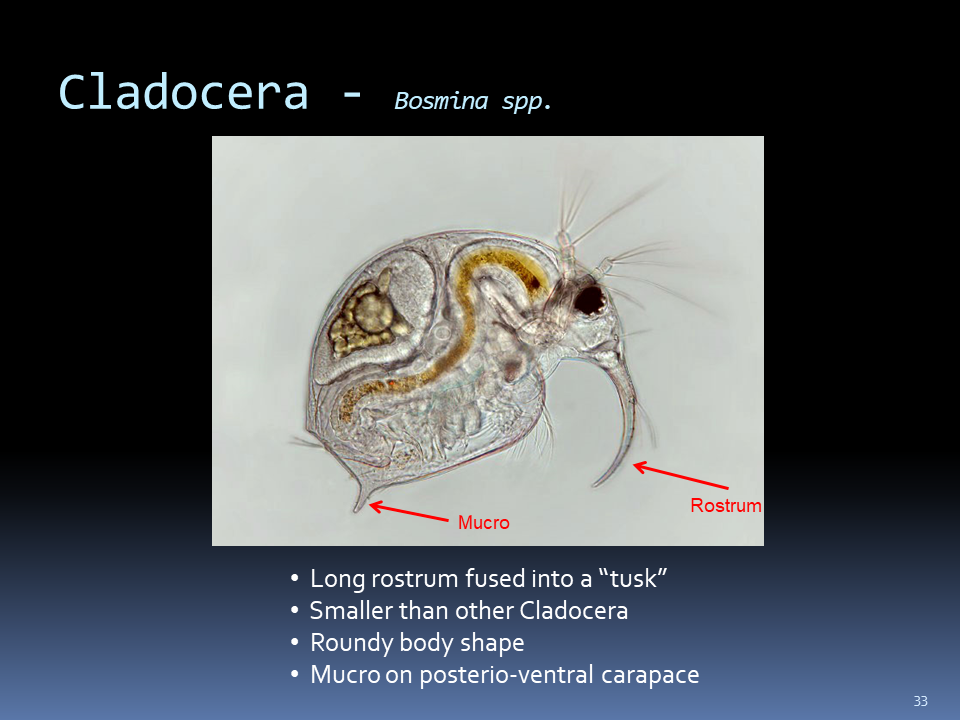 Cladocera - Bosmina spp.
Rostrum
Mucro
• Long rostrum fused into a “tusk”
• Smaller than other Cladocera
• Roundy body shape
• Mucro on posterio-ventral carapace
33